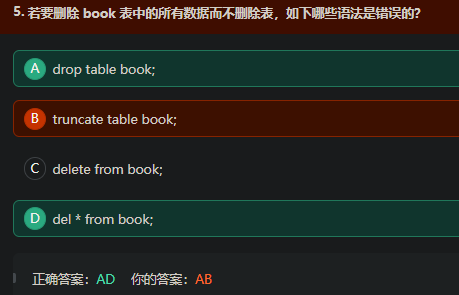 5. 若要删除 book 表中的所有数据而不删除表，如下哪些语法是错误的?
A drop table book;
B truncate table book;
C delete from book;
D del * from book;
正确答案：AD 你的答案：AB